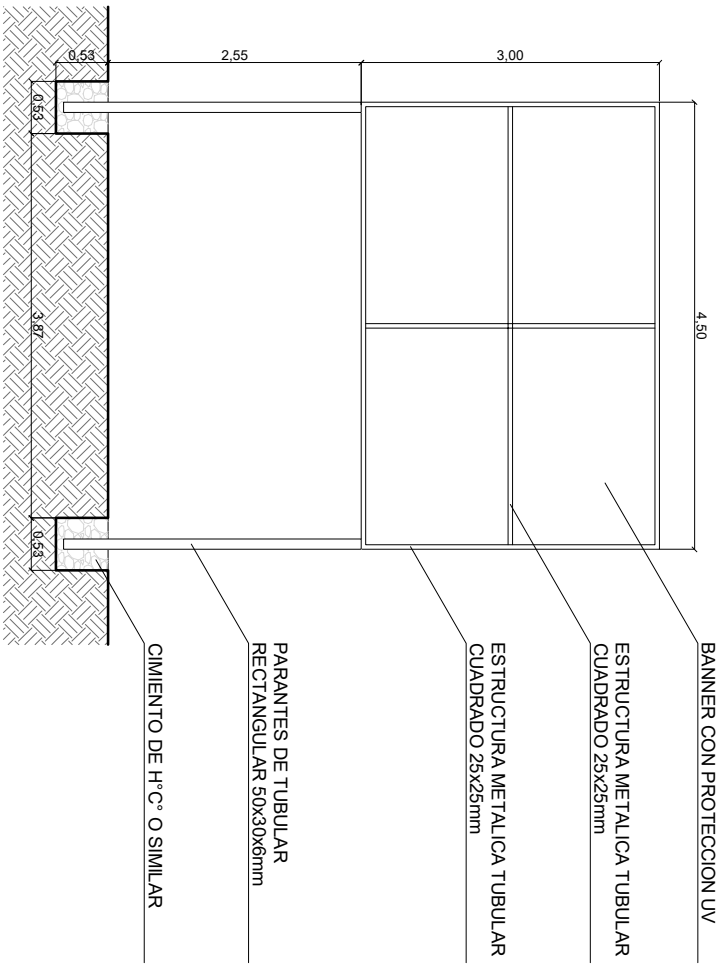 4,50
3,00
2,55
0,53
0,53
3,87
0,53
BANNER CON PROTECCION UV
ESTRUCTURA METALICA TUBULAR
CUADRADO 25x25mm
ESTRUCTURA METALICA TUBULAR
CUADRADO 25x25mm
PARANTES DE TUBULAR
RECTANGULAR 50x30x6mm
CIMIENTO DE H°C° O SIMILAR